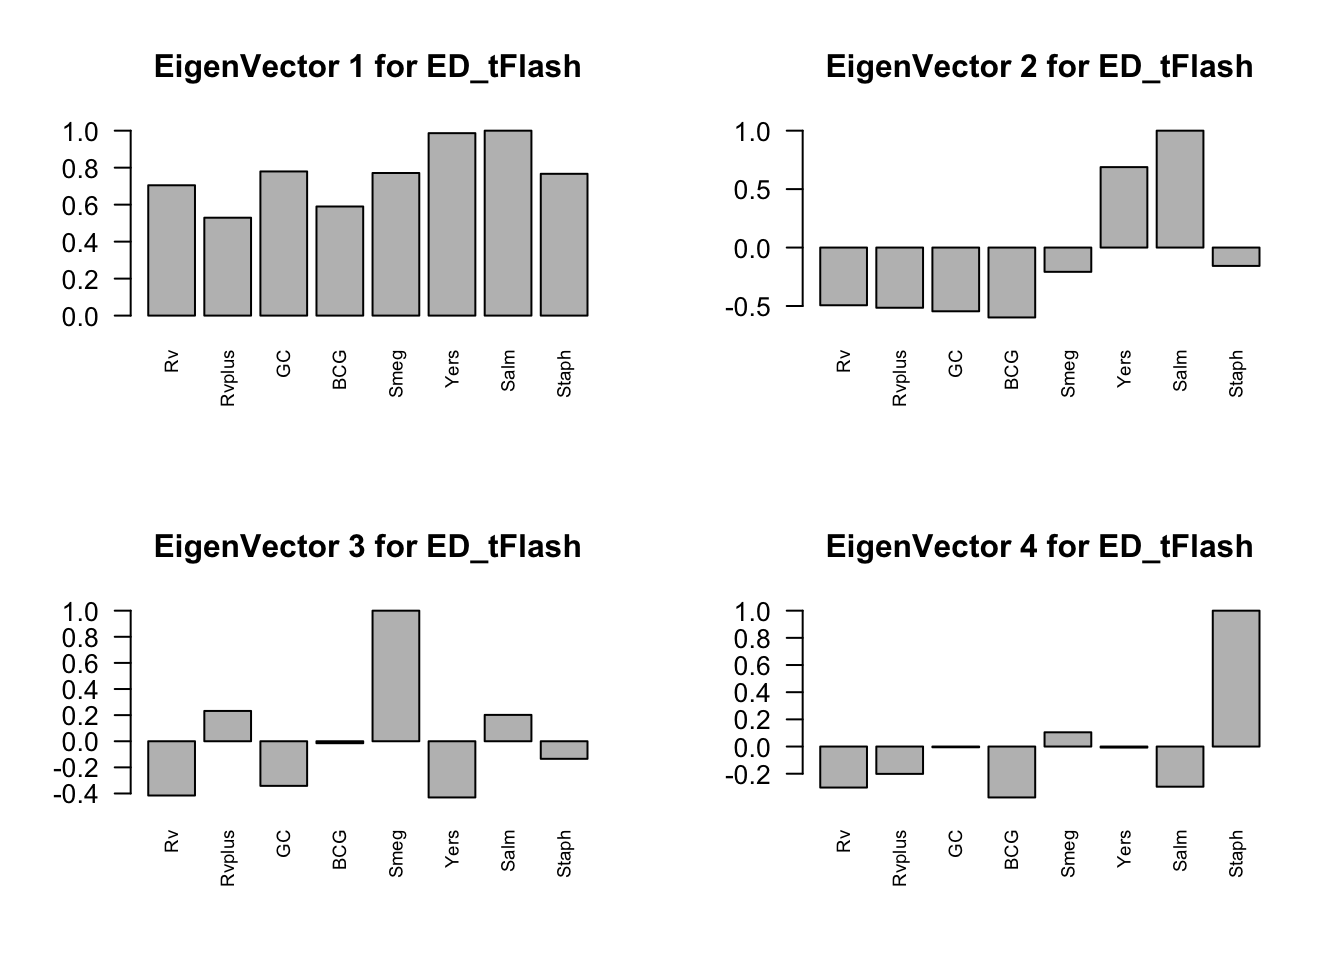 EigenVector 1 for ED_tFlash
1.0
0.8
0.6
0.4
0.2
0.0
Rv
Rvplus
GC
BCG
Smeg
Yers
Salm
Staph
EigenVector 2 for ED_tFlash
1.0
0.5
0.0
-0.5
Rv
Rvplus
GC
BCG
Smeg
Yers
Salm
Staph
EigenVector 3 for ED_tFlash
1.0
0.8
0.6
0.4
0.2
0.0
-0.2
-0.4
Rv
Rvplus
GC
BCG
Smeg
Yers
Salm
Staph
EigenVector 4 for ED_tFlash
1.0
0.8
0.6
0.4
0.2
0.0
-0.2
Rv
Rvplus
GC
BCG
Smeg
Yers
Salm
Staph